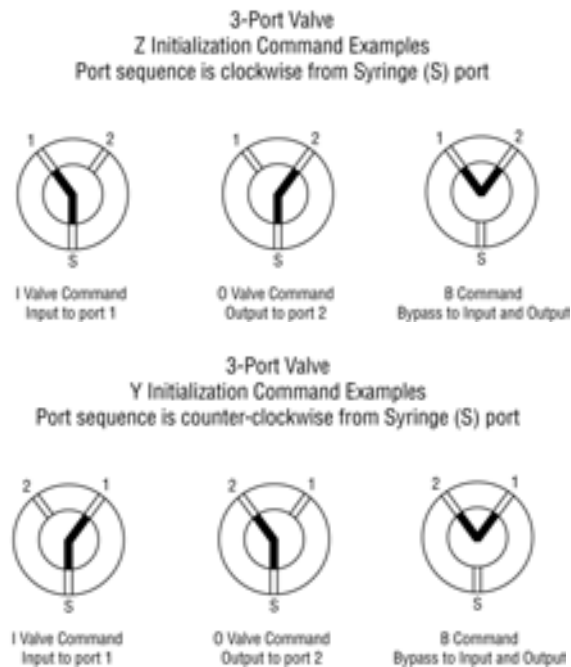 3-Port Valve
Z Initialization Command Examples
Port sequence is clockwise from Syringe (S) port
1 2
1 2
1 2
S
S
S
I Valve Command
Input to port 1
O Valve Command
Output to port 2
B Command
Bypass to Input and Output
3-Port Valve
Y Initialization Command Examples
Port sequence is counter-clockwise from Syringe (S) port
2 1
2 1
2 1
S
S
S
I Valve Command
Input to port 1
O Valve Command
Output to port 2
B Command
Bypass to Input and Output